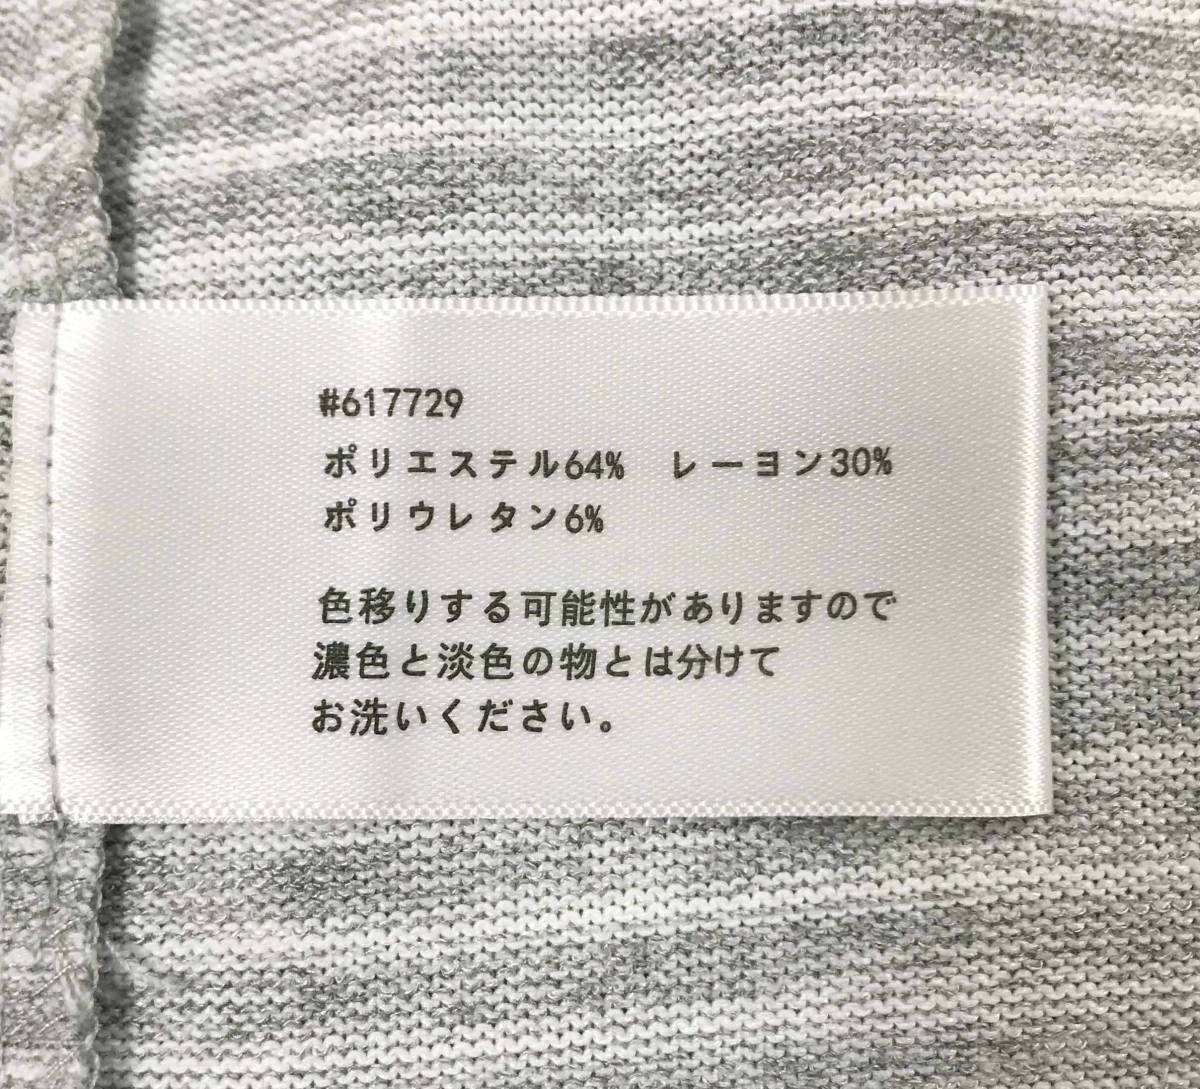 #617729
ポリエステル64%　レーヨン30%
ポリウレタン6%
色移りする可能性がありますので
濃色と淡色の物とは分けて
お洗いください。